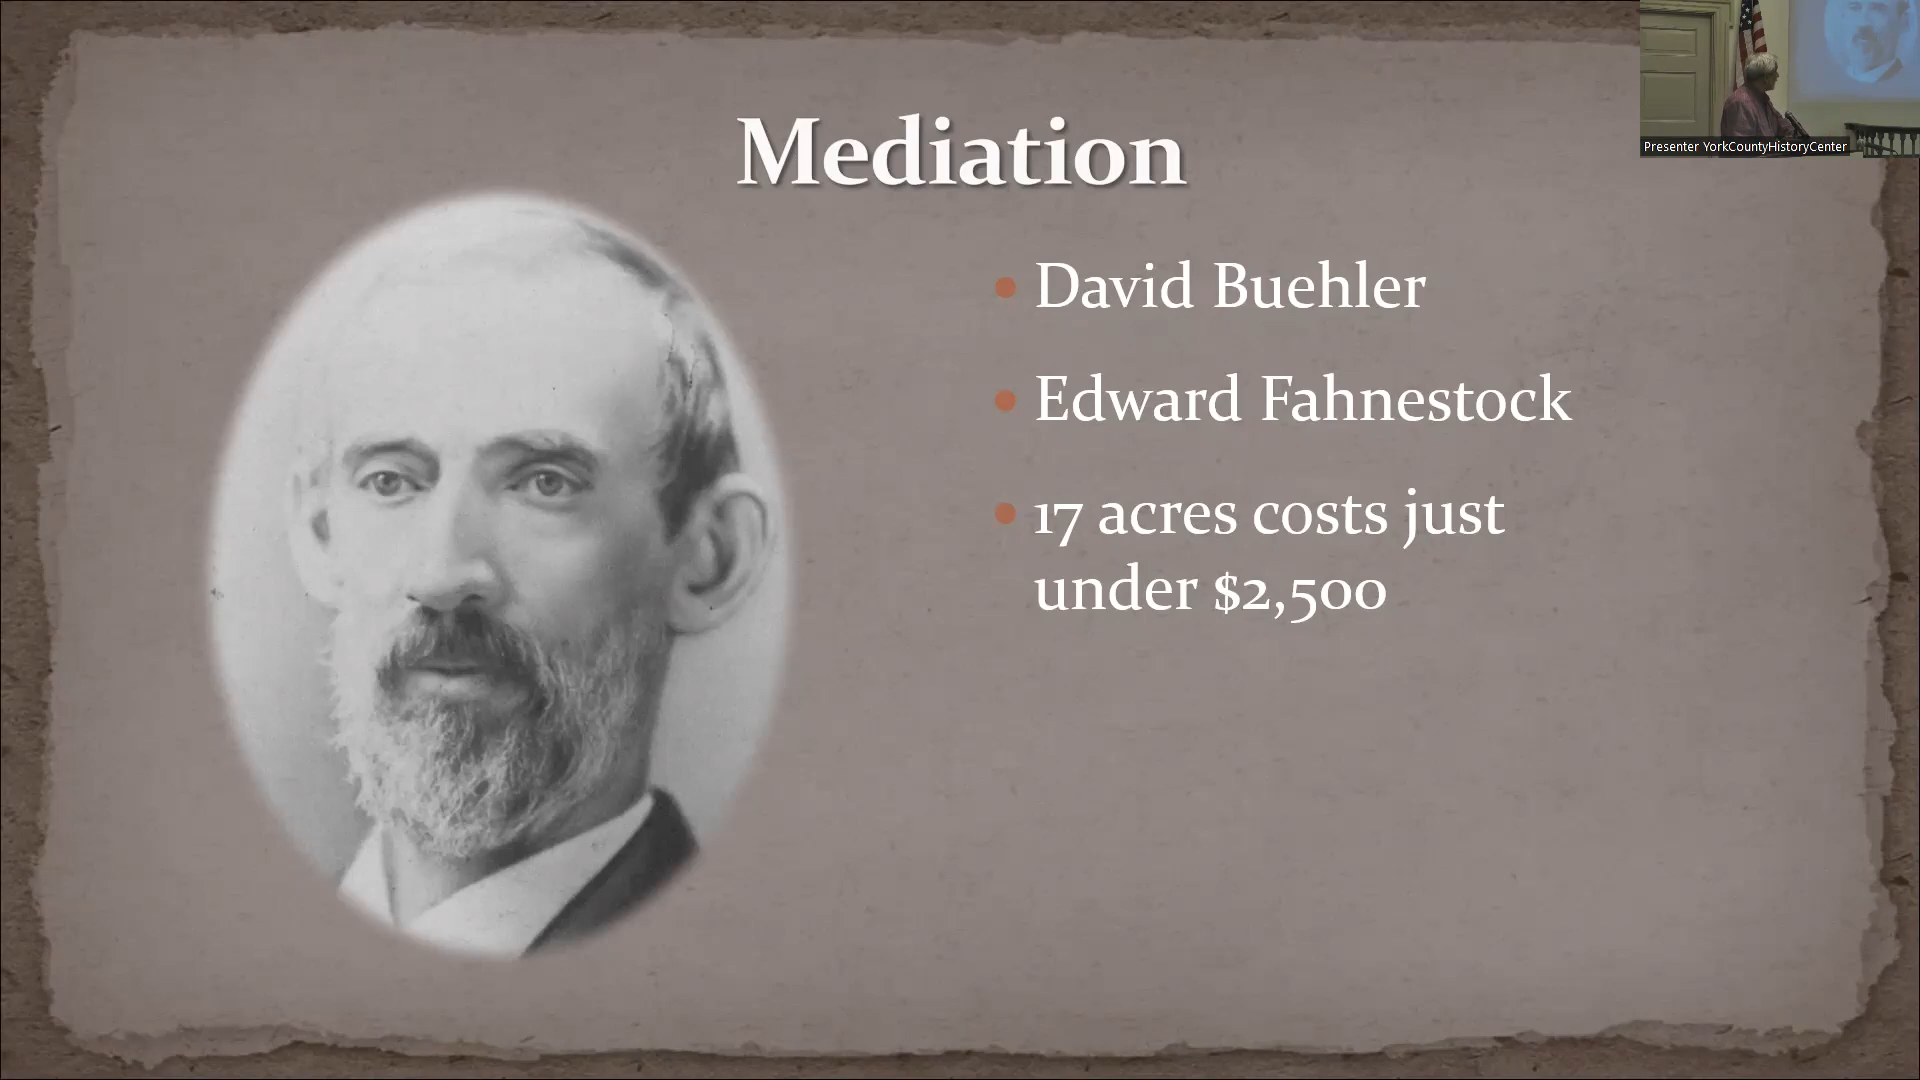 Mediation
David Buehler
Edward Fahnestock
17 acres costs just
under $2,500
Presenter YorkCountyHistoryCenter